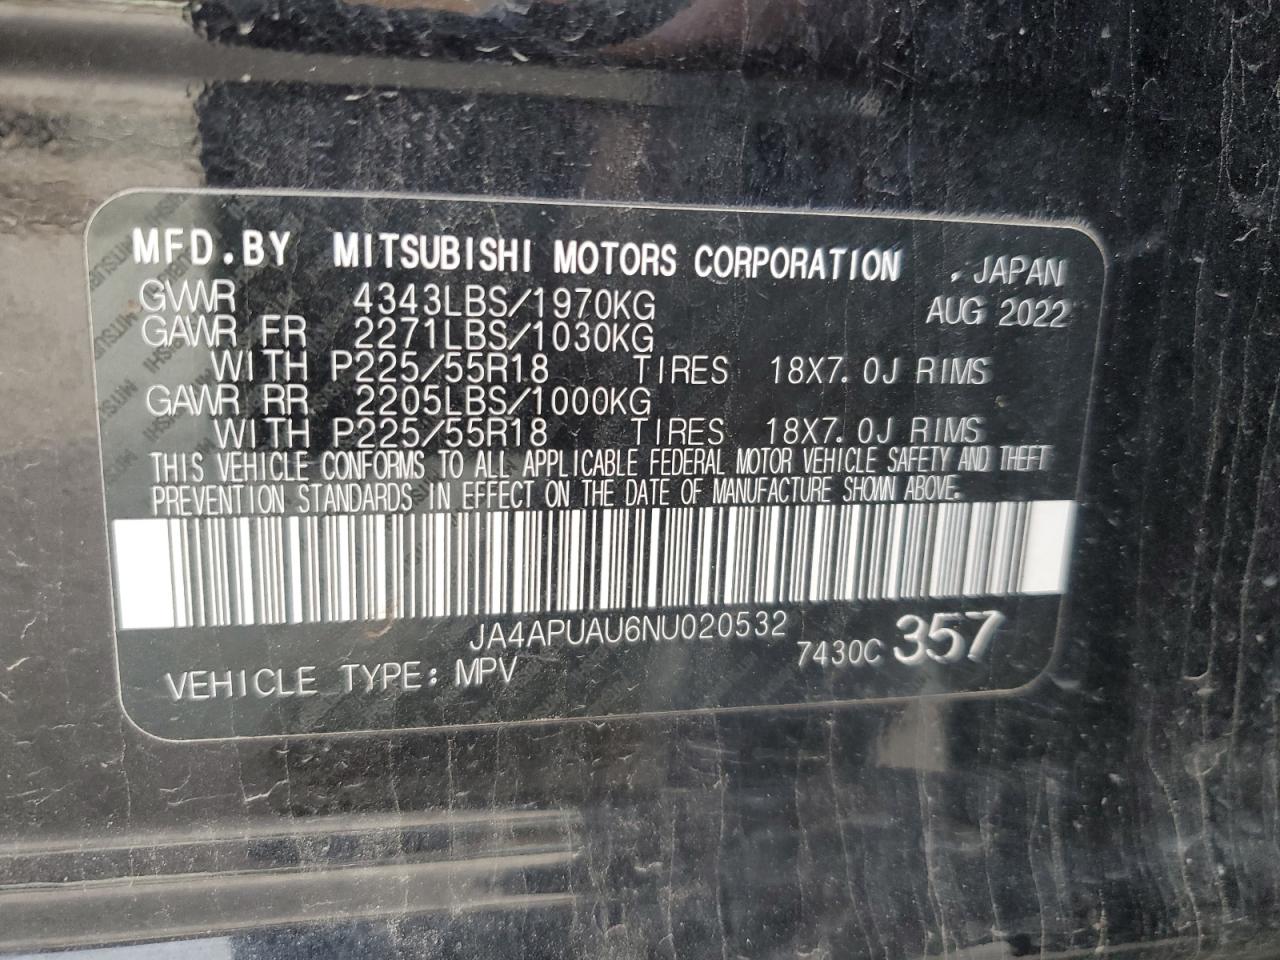 MFD.BY MITSUBISHI MOTORS CORPORATION . JAPAN
GVWR 4343LBS/1970KG AUG 2022
GAWR FR 2271LBS/1030KG
WITH P225/55R18 TIRES 18X7.0J RIMS
GAWR RR 2205LBS/1000KG
WITH P225/55R18 TIRES 18X7.0J RIMS
THIS VEHICLE CONFORMS TO ALL APPLICABLE FEDERAL MOTOR VEHICLE SAFETY AND THEFT
PREVENTION STANDARDS IN EFFECT ON THE DATE OF MANUFACTURE SHOWN ABOVE.
JA4APUAU6NU020532
7430C 357
VEHICLE TYPE: MPV